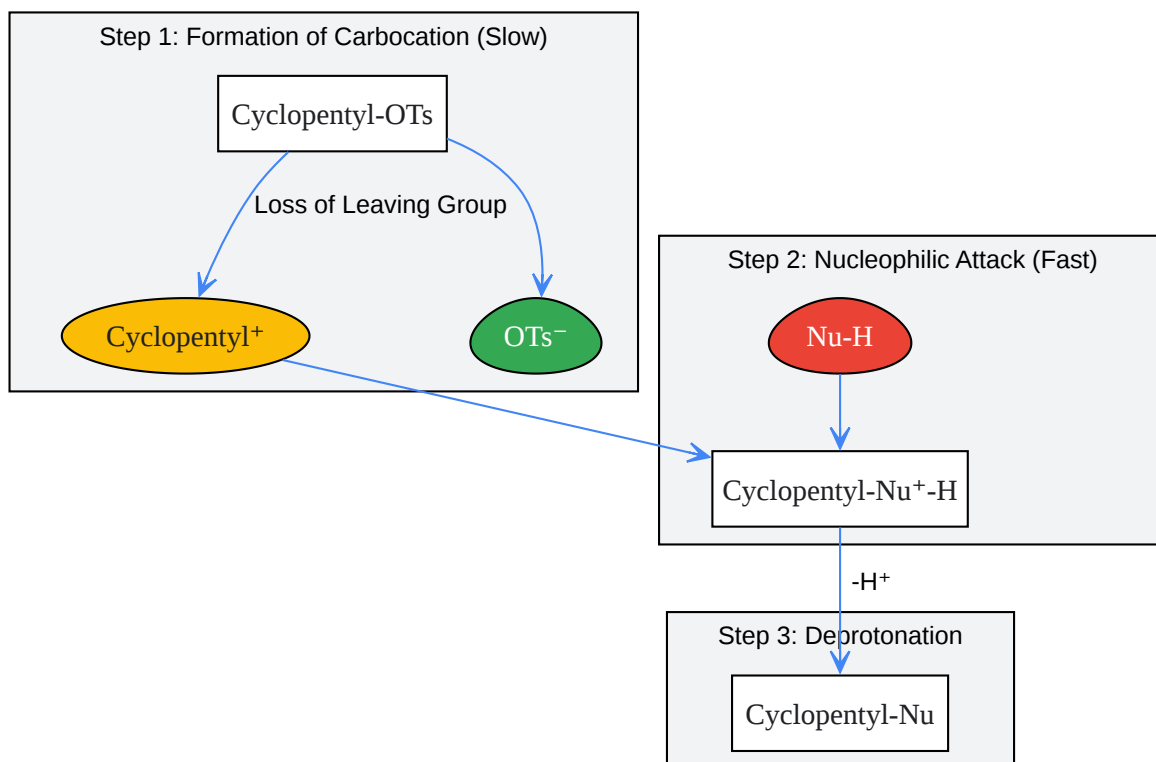 Step 1: Formation of Carbocation (Slow)
Cyclopentyl-OTs
Loss of Leaving Group
Cyclopentyl⁺
OTs⁻
Step 2: Nucleophilic Attack (Fast)
Nu-H
Cyclopentyl-Nu⁺-H
-H⁺
Step 3: Deprotonation
Cyclopentyl-Nu